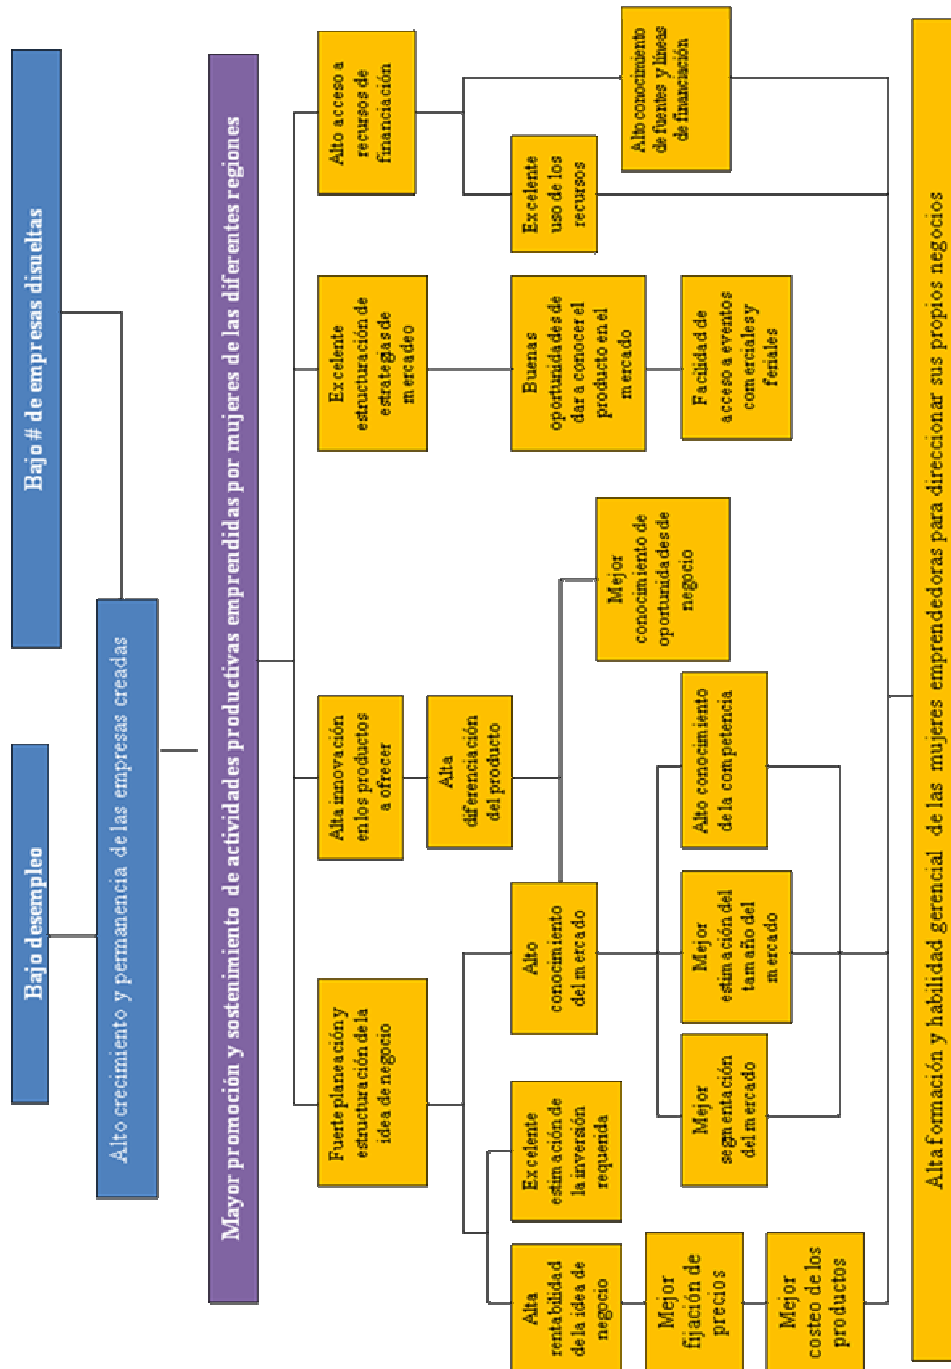 Bajo desempleo
Bajo # de empresas disueltas
Alto crecimiento y permanencia de las empresas creadas
Mayor promoción y sostenimiento de actividades productivas emprendidas por mujeres de las diferentes regiones
Fuerte planeación y
estructuración de la
idea de negocio
Alta innovación
en los productos
a ofrecer
Excelente
estructuración de
estrategias de
mercadeo
Alto acceso a
recursos de
financiación
Alta
diferenciación
del producto
Alta
rentabilidad
de la idea de
negocio
Excelente
estimación de
la inversión
requerida
Alto
conocimiento
del mercado
Mejor
conocimiento de
oportunidades de
negocio
Buenas
oportunidades de
dar a conocer el
producto en el
mercado
Excelente
uso de los
recursos
Alto conocimiento
de fuentes y líneas
de financiación
Mejor
fijación de
precios
Mejor
segmentación
del mercado
Mejor
estimación del
tamaño del
mercado
Alto conocimiento
de la competencia
Facilidad de
acceso a eventos
comerciales y
feriales
Mejor
costeo de los
productos
Alta formación y habilidad gerencial de las mujeres emprendedoras para direccionar sus propios negocios